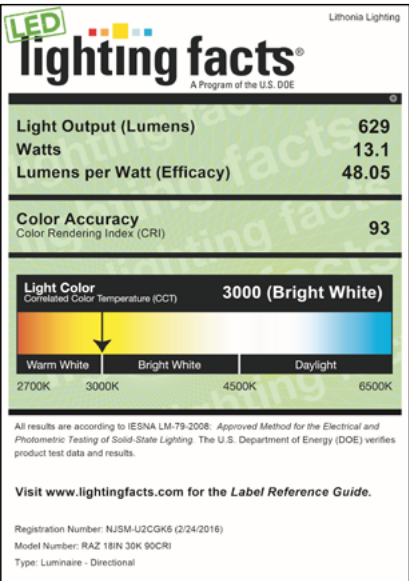 Lithonia Lighting
LED
lighting facts®
A Program of the U.S. DOE
Light Output (Lumens) 629
Watts 13.1
Lumens per Watt (Efficacy) 48.05
Color Accuracy
Color Rendering Index (CRI) 93
Light Color
Correlated Color Temperature (CCT) 3000 (Bright White)
Warm White Bright White Daylight
2700K 3000K 4500K 6500K
All results are according to IESNA LM-79-2008: Approved Method for the Electrical and
Photometric Testing of Solid-State Lighting. The U.S. Department of Energy (DOE) verifies
product test data and results.
Visit www.lightingfacts.com for the Label Reference Guide.
Registration Number: NJSM-U2CGK6 (2/24/2016)
Model Number: RAZ 18IN 30K 90CRI
Type: Luminaire - Directional